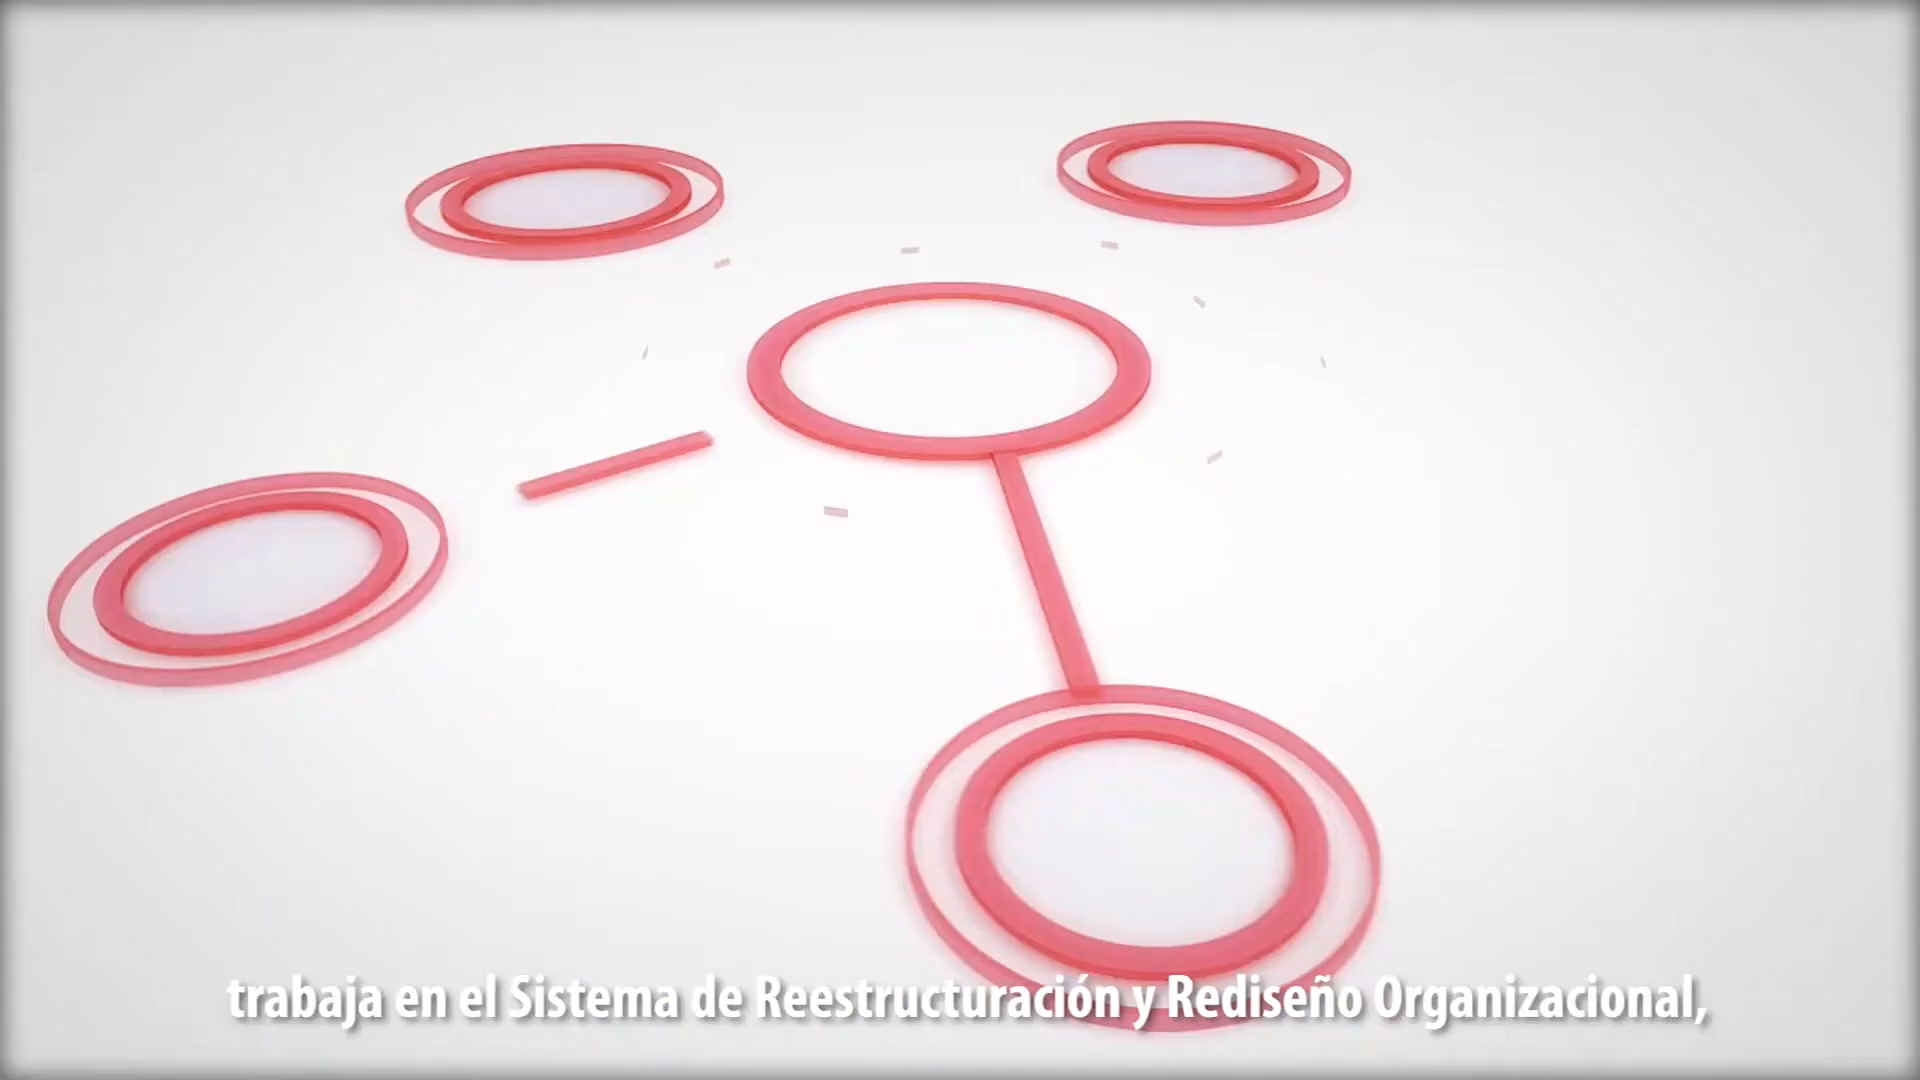 trabaja en el Sistema de Reestructuración y Rediseño Organizacional,